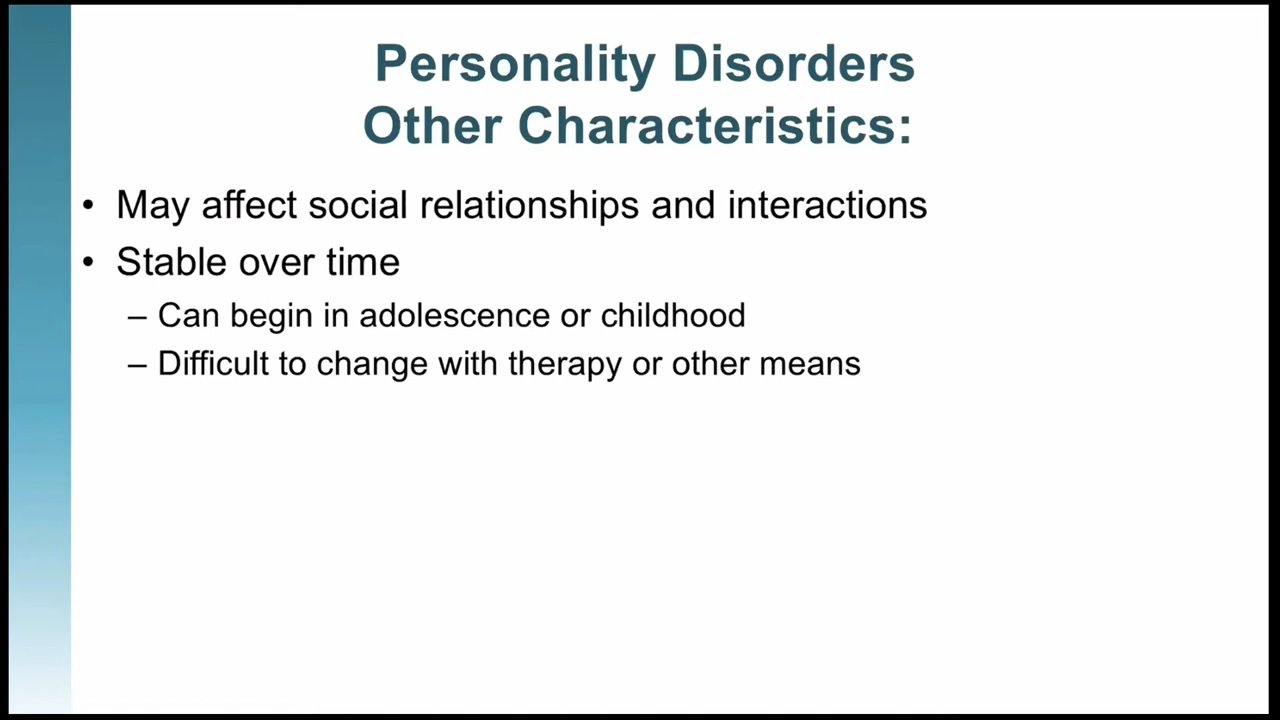 Personality Disorders
Other Characteristics:
• May affect social relationships and interactions
• Stable over time
– Can begin in adolescence or childhood
– Difficult to change with therapy or other means